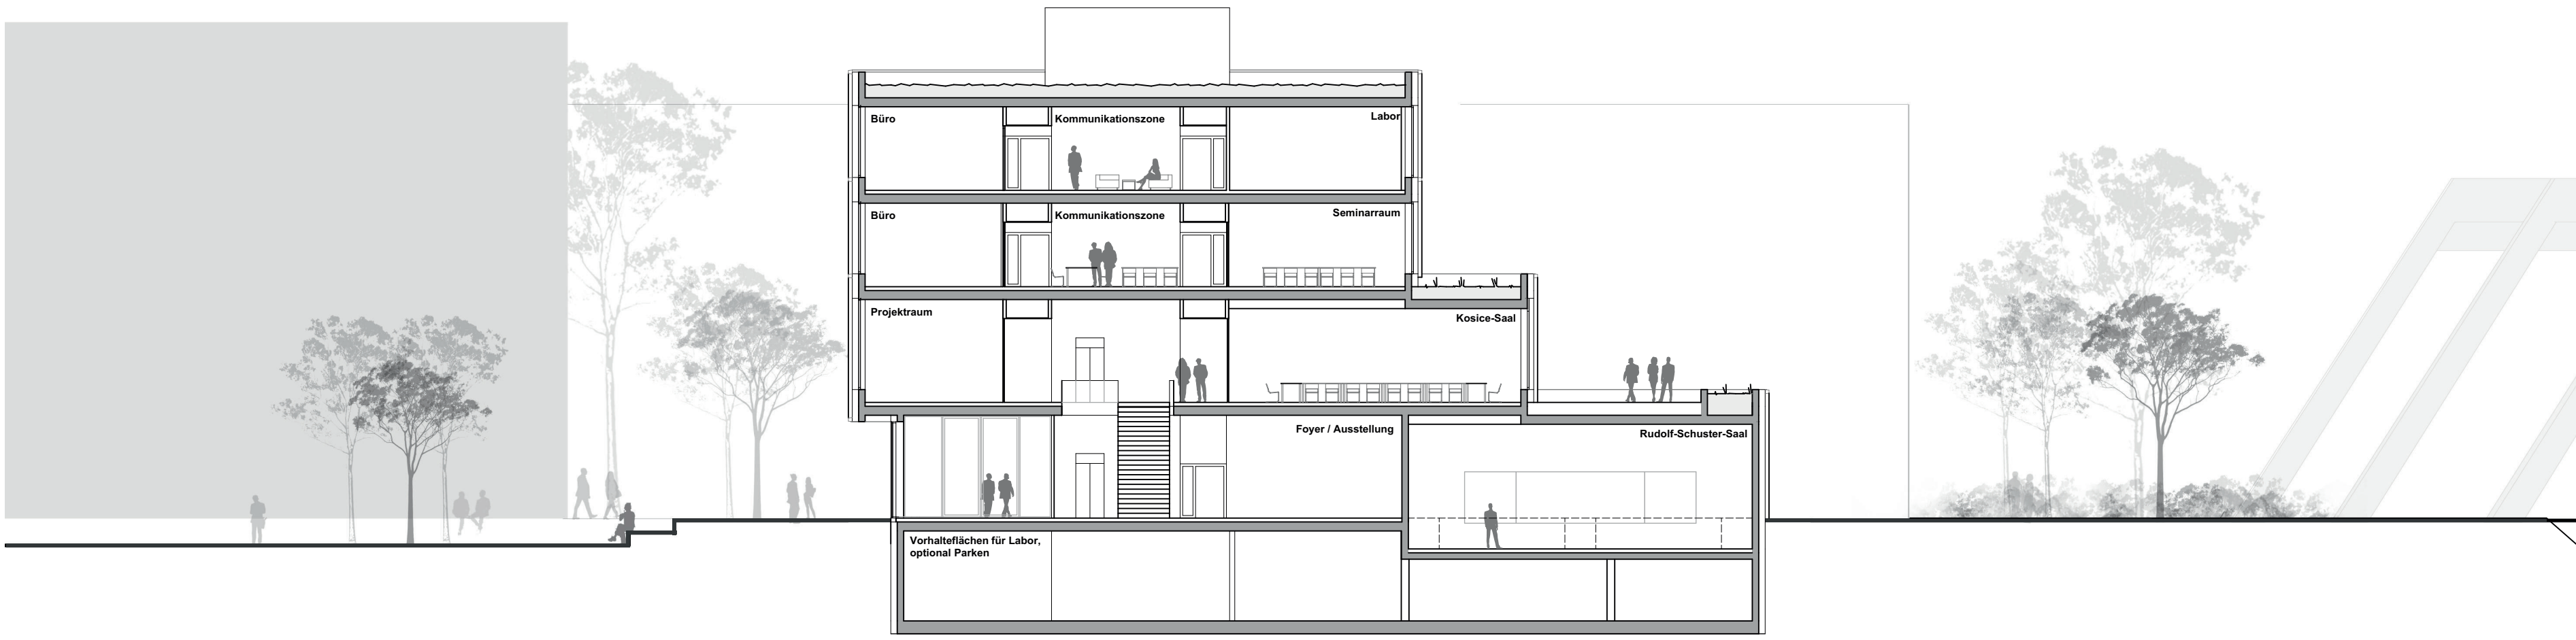 Büro
Kommunikationszone
Labor
Büro
Kommunikationszone
Seminarraum
Projektraum
Kosice-Saal
Foyer / Ausstellung
Rudolf-Schuster-Saal
Vorhalteflächen für Labor,
optional Parken